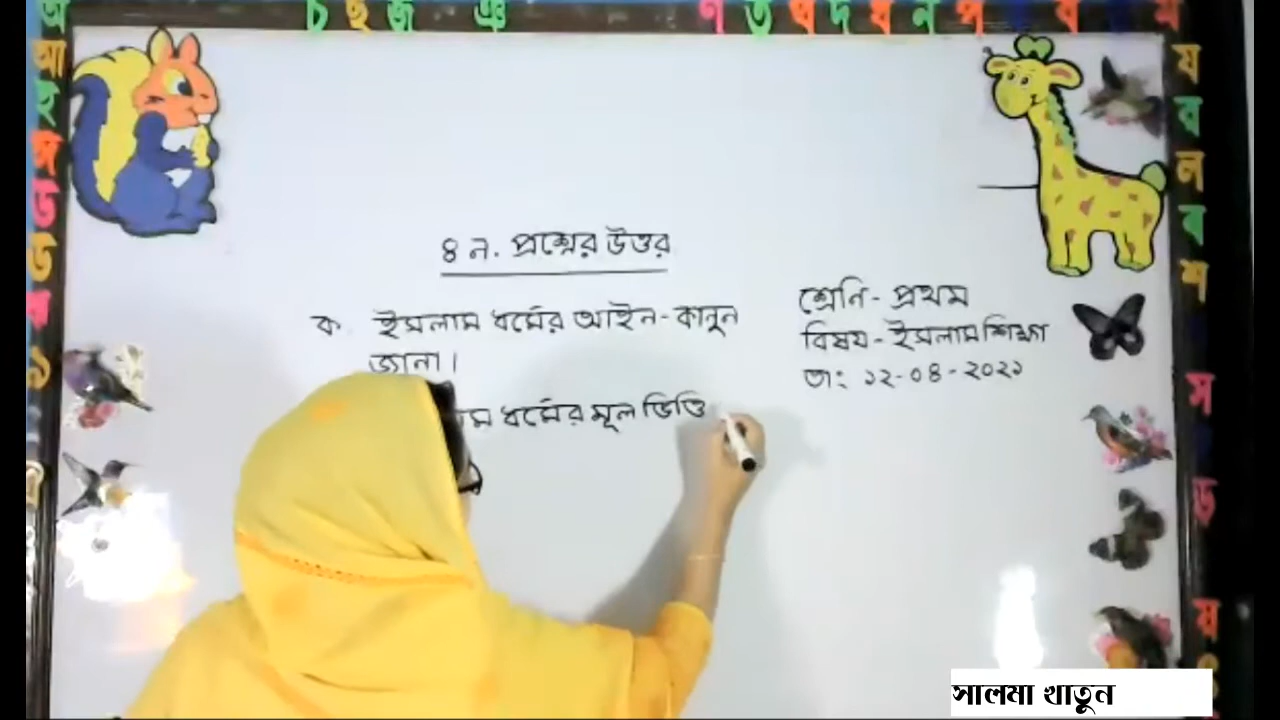 ৪ ন. প্রশ্নের উত্তর
ক. ইসলাম ধর্মের আইন-কানুন
জানা।
ধর্মের মূল ভিত্তি
শ্রেনি - প্রথম
বিষয় - ইসলাম শিক্ষা
তাং ১২-০৪-২০২১
অ
আ
ই
ঈ
উ
চ ছ জ ঞ
ণ ত থ দ ধ ন প ব ম
য
ব
ল
ব
শ
স
ড়
য়
সালমা খাতুন